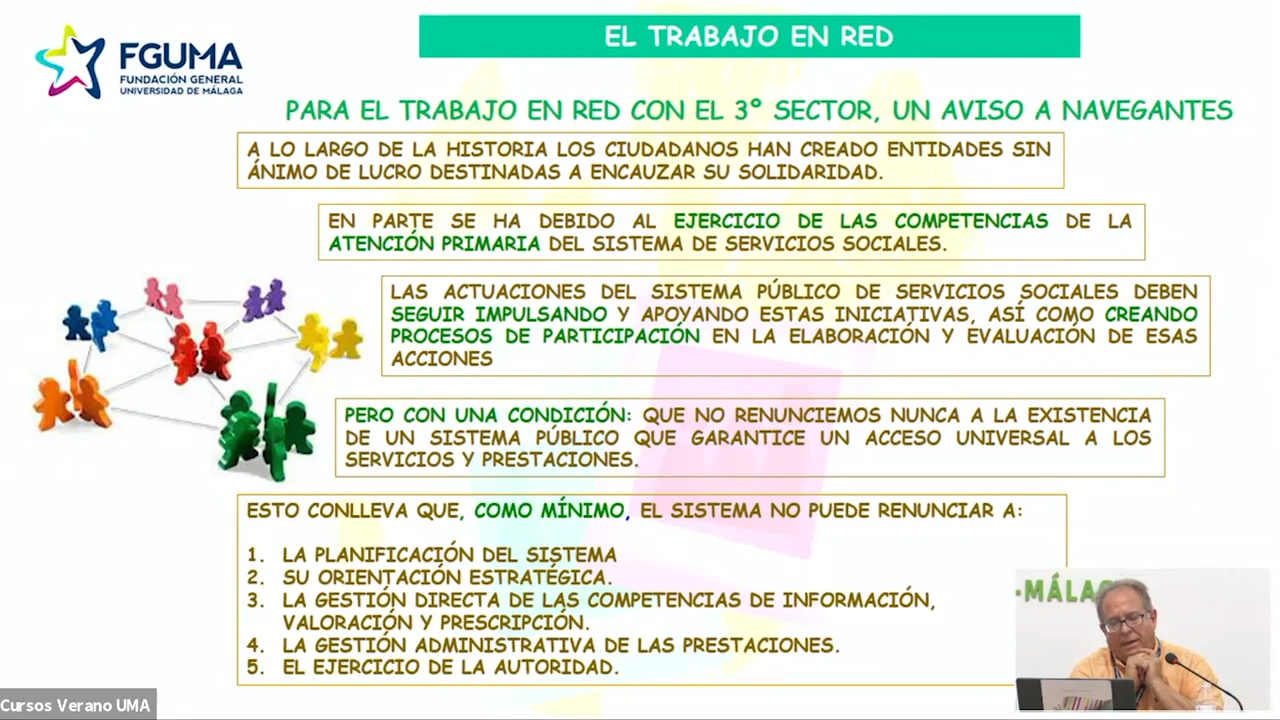 FGUMA
FUNDACIÓN GENERAL
UNIVERSIDAD DE MÁLAGA
EL TRABAJO EN RED
PARA EL TRABAJO EN RED CON EL 3º SECTOR, UN AVISO A NAVEGANTES
A LO LARGO DE LA HISTORIA LOS CIUDADANOS HAN CREADO ENTIDADES SIN
ÁNIMO DE LUCRO DESTINADAS A ENCAUZAR SU SOLIDARIDAD.
EN PARTE SE HA DEBIDO AL EJERCICIO DE LAS COMPETENCIAS DE LA
ATENCIÓN PRIMARIA DEL SISTEMA DE SERVICIOS SOCIALES.
LAS ACTUACIONES DEL SISTEMA PÚBLICO DE SERVICIOS SOCIALES DEBEN
SEGUIR IMPULSANDO Y APOYANDO ESTAS INICIATIVAS, ASÍ COMO CREANDO
PROCESOS DE PARTICIPACIÓN EN LA ELABORACIÓN Y EVALUACIÓN DE ESAS
ACCIONES
PERO CON UNA CONDICIÓN: QUE NO RENUNCIEMOS NUNCA A LA EXISTENCIA
DE UN SISTEMA PÚBLICO QUE GARANTICE UN ACCESO UNIVERSAL A LOS
SERVICIOS Y PRESTACIONES.
ESTO CONLLEVA QUE, COMO MÍNIMO, EL SISTEMA NO PUEDE RENUNCIAR A:
1. LA PLANIFICACIÓN DEL SISTEMA
2. SU ORIENTACIÓN ESTRATÉGICA.
3. LA GESTIÓN DIRECTA DE LAS COMPETENCIAS DE INFORMACIÓN,
VALORACIÓN Y PRESCRIPCIÓN.
4. LA GESTIÓN ADMINISTRATIVA DE LAS PRESTACIONES.
5. EL EJERCICIO DE LA AUTORIDAD.
-MÁLA
Cursos Verano UMA